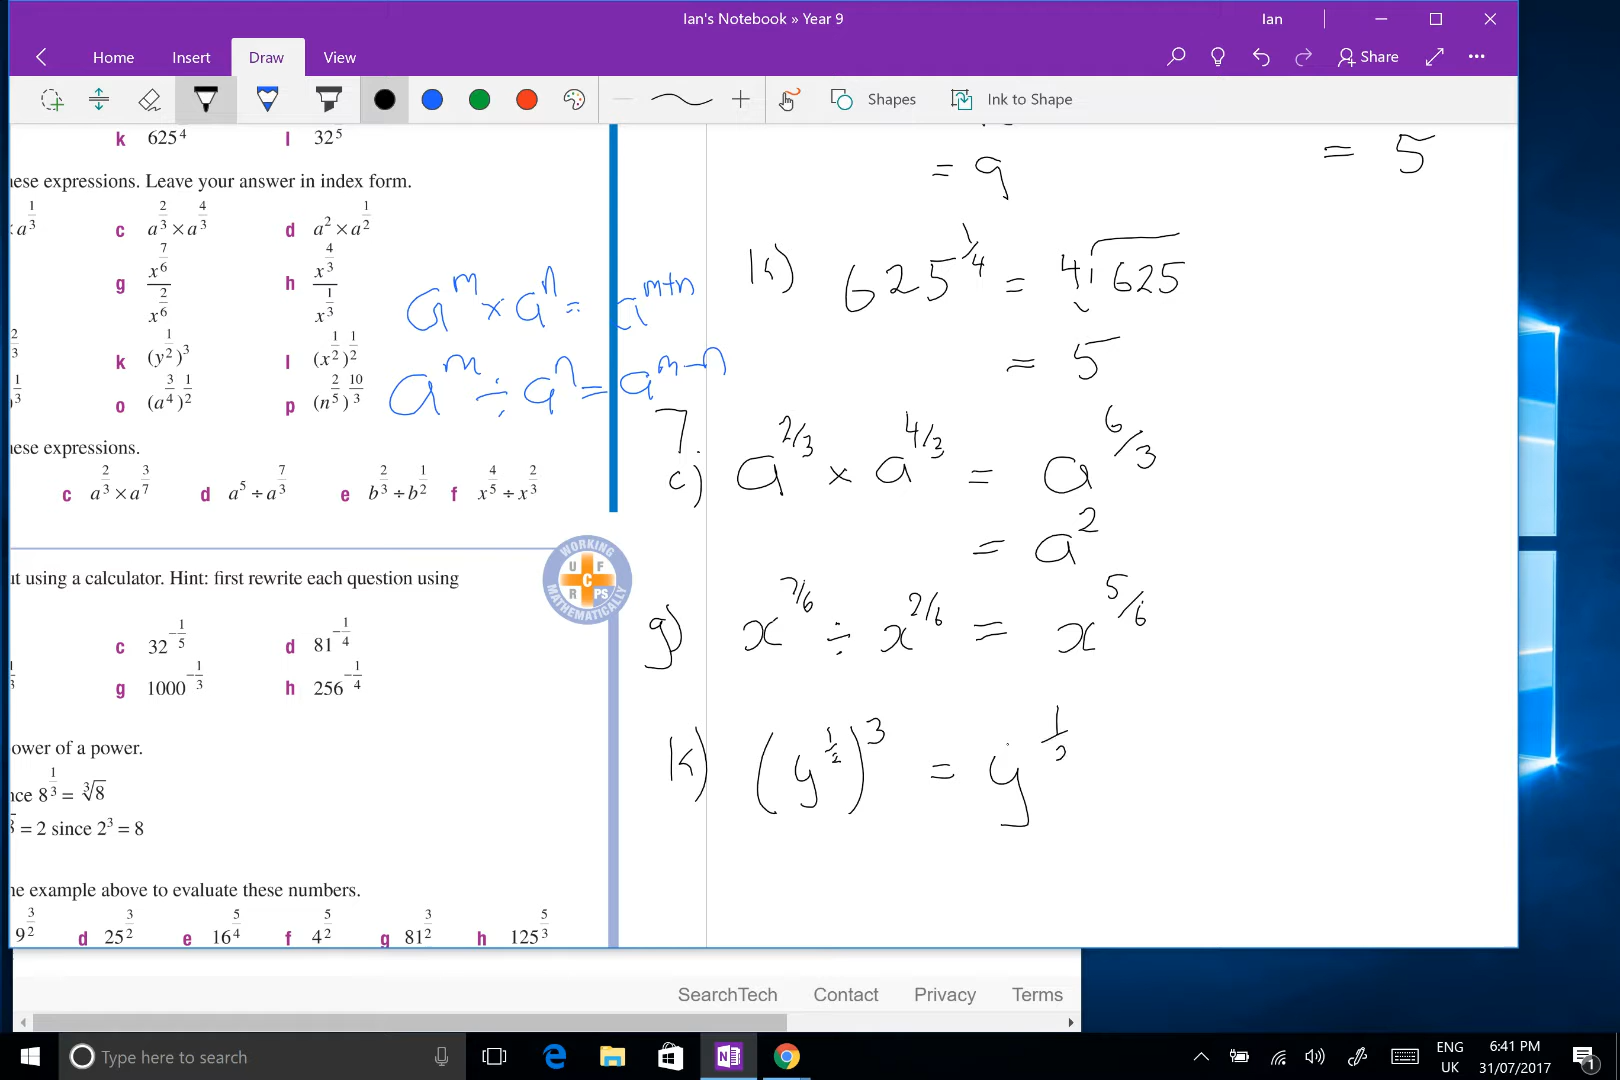 Ian's Notebook » Year 9
Ian
Home Insert Draw View
Share
Shapes Ink to Shape
k 625⁴ l 32⁵
ese expressions. Leave your answer in index form.
a^{1/3} c a^{2/3} × a^{4/3} d a² × a^{1/2}
g x^{7/6} / x^{2/6} h x^{4/3} / x^{1/3}
k (y^{1/2})³ l (x^{1/2})^{1/2}
o (a^{3/4})^{1/2} p (n^{2/5})^{10/3}
ese expressions.
c a^{2/3} × a^{3/7} d a⁵ ÷ a^{7/3} e b^{2/3} ÷ b^{1/2} f x^{4/5} ÷ x^{2/3}
WORKING
U F
C
R PS
MATHEMATICALLY
t using a calculator. Hint: first rewrite each question using
c 32^{-1/5} d 81^{-1/4}
g 1000^{-1/3} h 256^{-1/4}
ower of a power.
nce 8^{1/3} = ∛8
= 2 since 2³ = 8
he example above to evaluate these numbers.
9^{3/2} d 25^{3/2} e 16^{5/4} f 4^{5/2} g 81^{3/2} h 125^{5/3}
a^m × a^n = a^{m+n}
a^m ÷ a^n = a^{m-n}
= 9
= 5
k) 625^{1/4} = ∜625
= 5
7.
c) a^{2/3} × a^{4/3} = a^{6/3}
= a²
g) x^{7/6} ÷ x^{2/6} = x^{5/6}
k) (y^{1/2})³ = y
SearchTech Contact Privacy Terms
Type here to search
ENG
UK
6:41 PM
31/07/2017
1